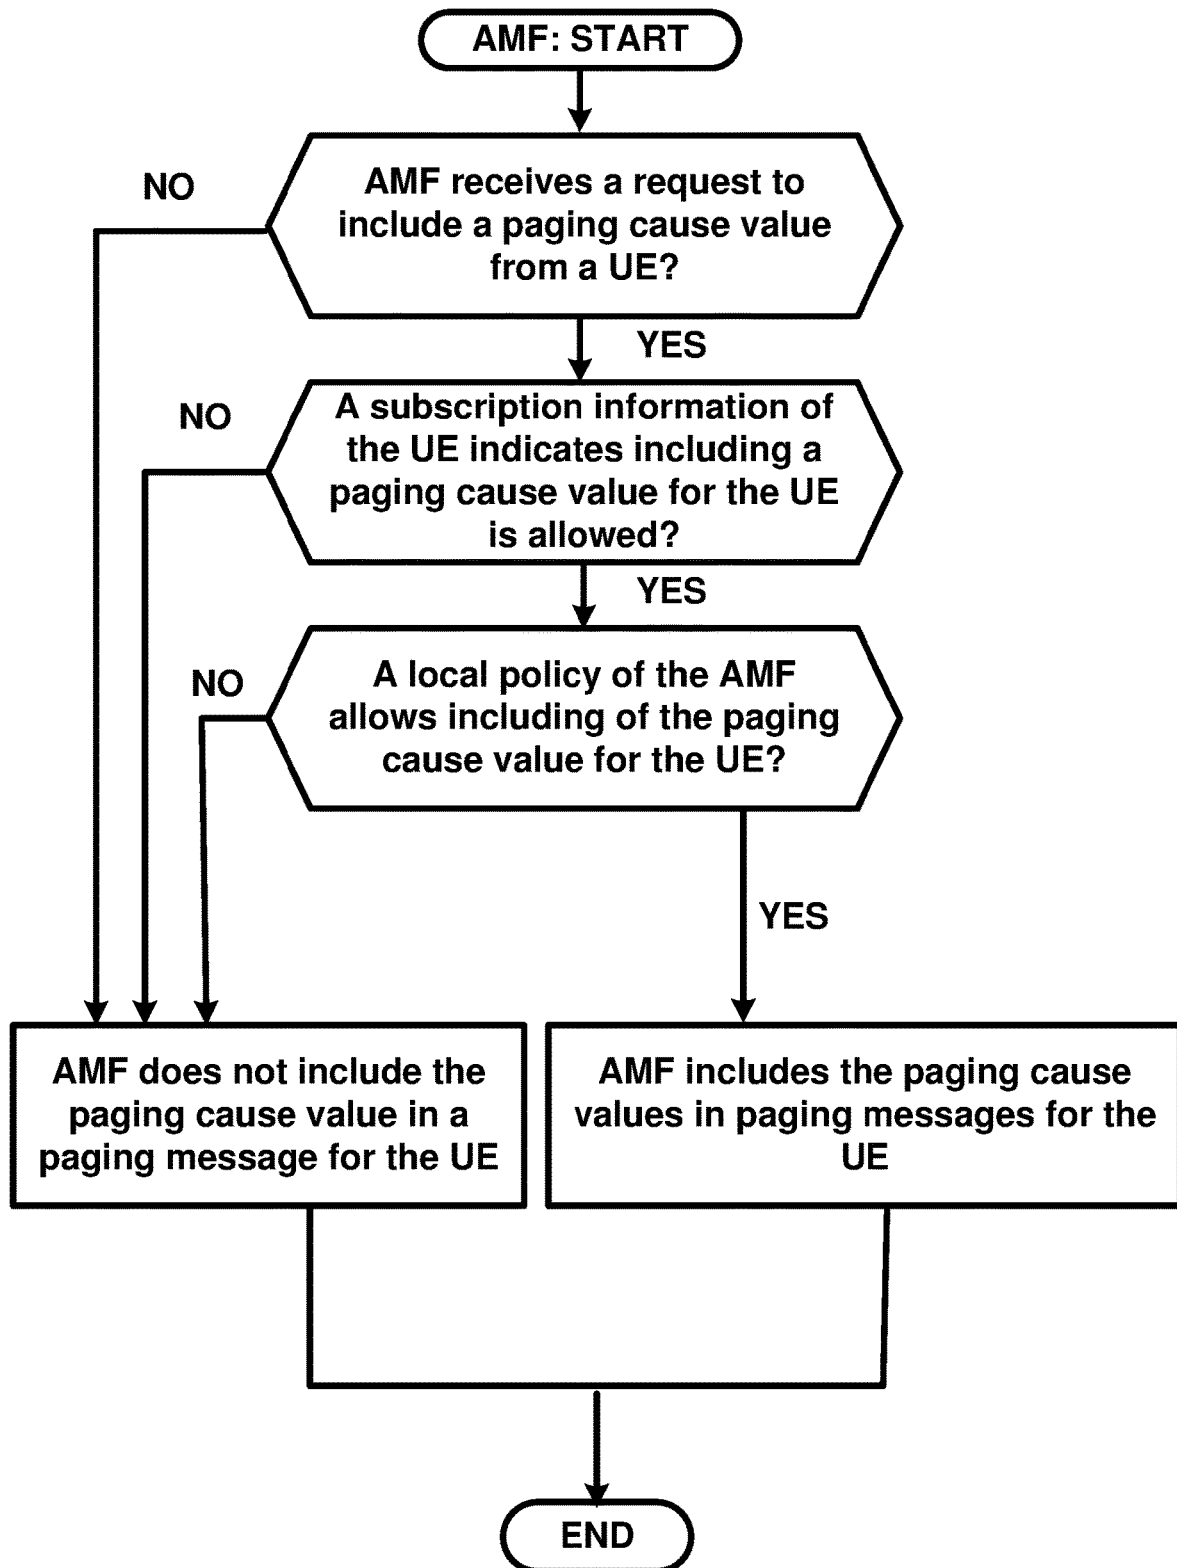 AMF: START
NO
AMF receives a request to
include a paging cause value
from a UE?
YES
NO
A subscription information of
the UE indicates including a
paging cause value for the UE
is allowed?
YES
NO
A local policy of the AMF
allows including of the paging
cause value for the UE?
YES
AMF does not include the
paging cause value in a
paging message for the UE
AMF includes the paging cause
values in paging messages for the
UE
END